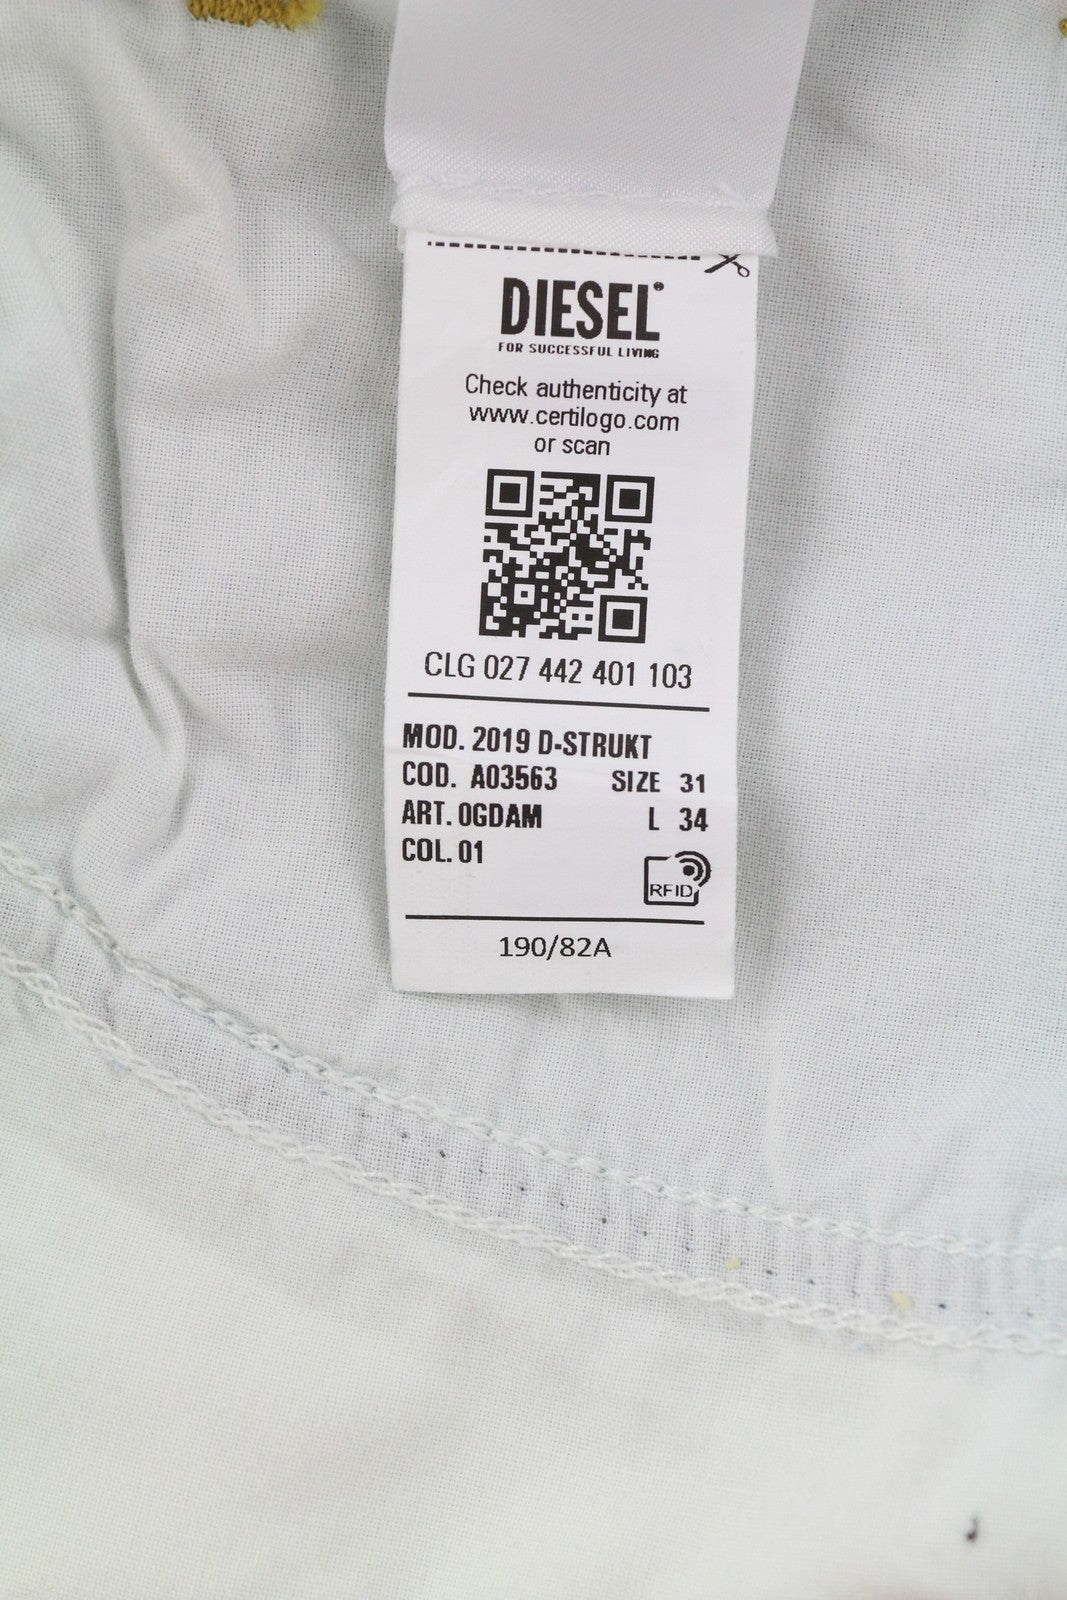 DIESEL
FOR SUCCESSFUL LIVING
Check authenticity at
www.certilogo.com
or scan
CLG 027 442 401 103
MOD. 2019 D-STRUKT
COD. A03563 SIZE 31
ART. 0GDAM L 34
COL. 01
RFID
190/82A